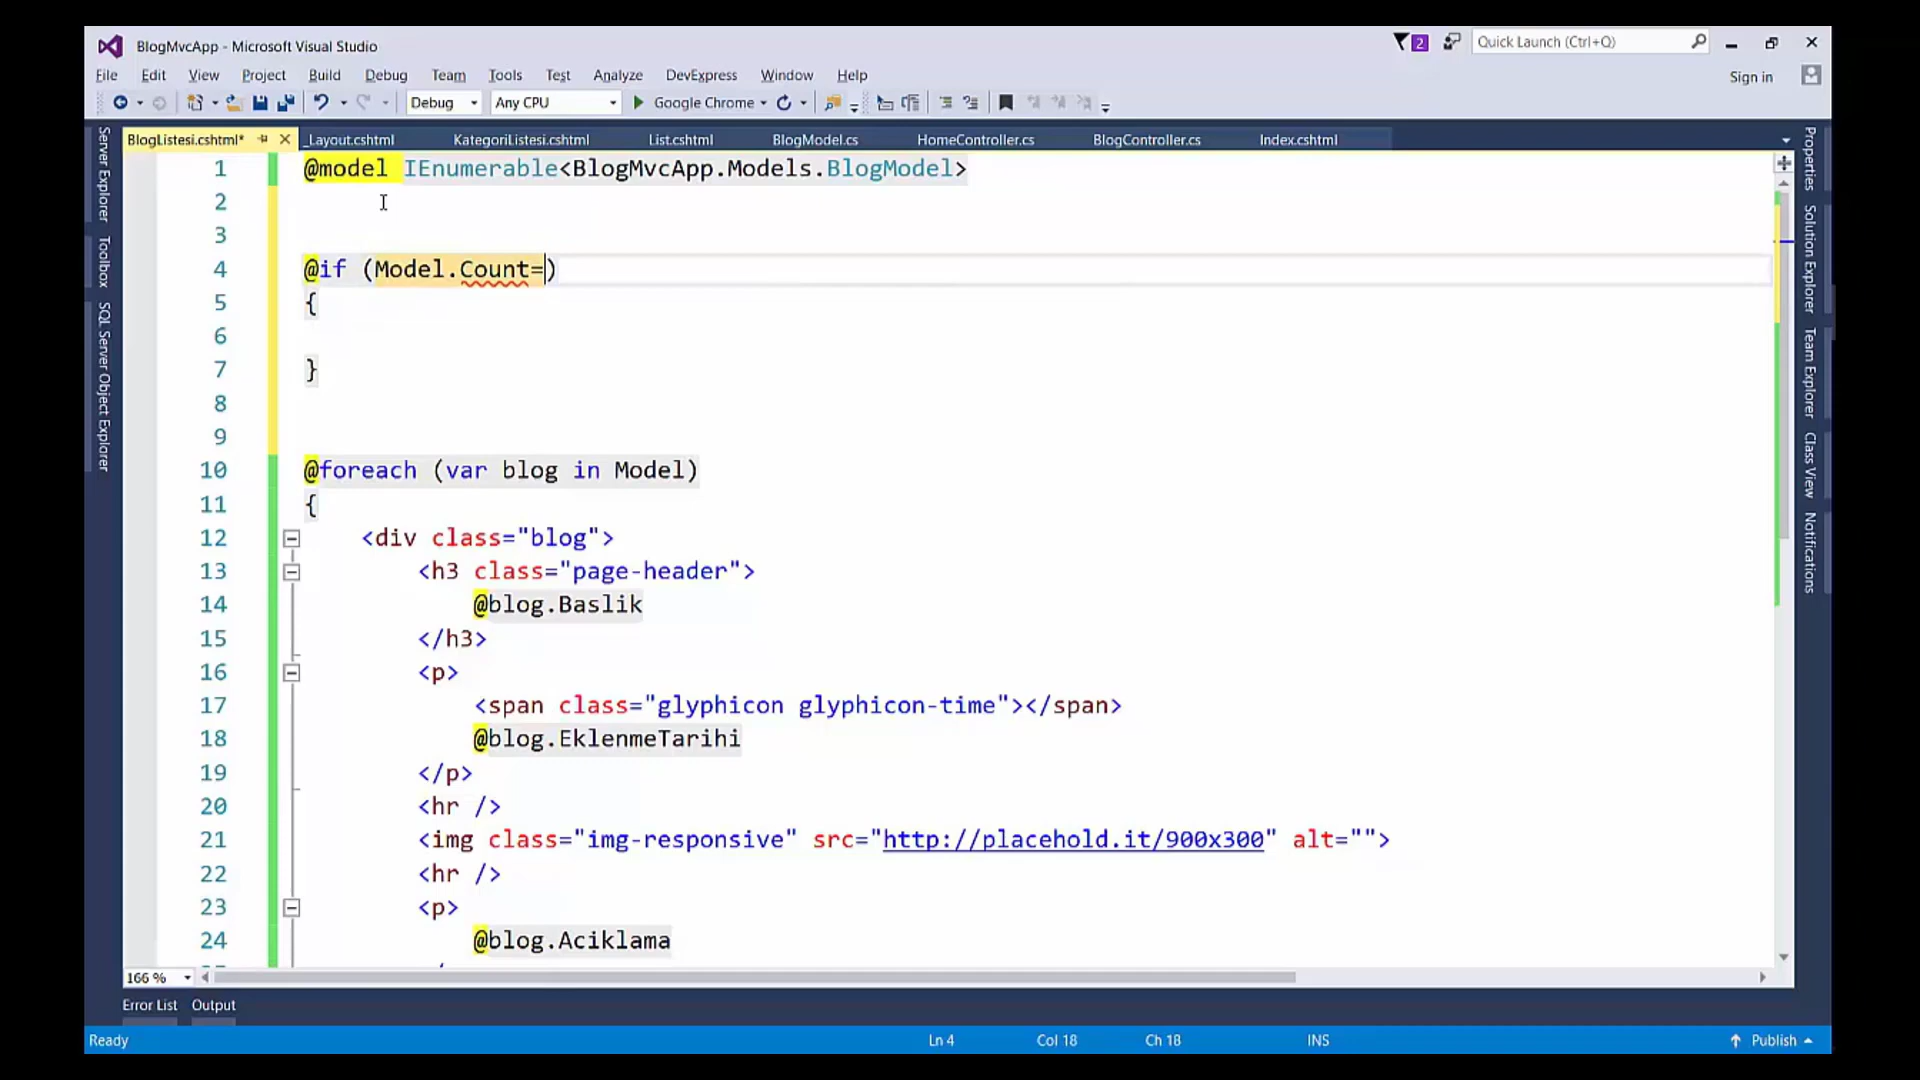 BlogMvcApp - Microsoft Visual Studio
2
Quick Launch (Ctrl+Q)
File Edit View Project Build Debug Team Tools Test Analyze DevExpress Window Help
Sign in
Debug Any CPU Google Chrome
BlogListesi.cshtml* _Layout.cshtml KategoriListesi.cshtml List.cshtml BlogModel.cs HomeController.cs BlogController.cs Index.cshtml
Server Explorer
Toolbox
SQL Server Object Explorer
1 @model IEnumerable<BlogMvcApp.Models.BlogModel>
2
3
4 @if (Model.Count=)
5 {
6
7 }
8
9
10 @foreach (var blog in Model)
11 {
12 <div class="blog">
13 <h3 class="page-header">
14 @blog.Baslik
15 </h3>
16 <p>
17 <span class="glyphicon glyphicon-time"></span>
18 @blog.EklenmeTarihi
19 </p>
20 <hr />
21 <img class="img-responsive" src="http://placehold.it/900x300" alt="">
22 <hr />
23 <p>
24 @blog.Aciklama
Properties
Solution Explorer
Team Explorer
Class View
Notifications
166 %
Error List Output
Ready Ln 4 Col 18 Ch 18 INS Publish